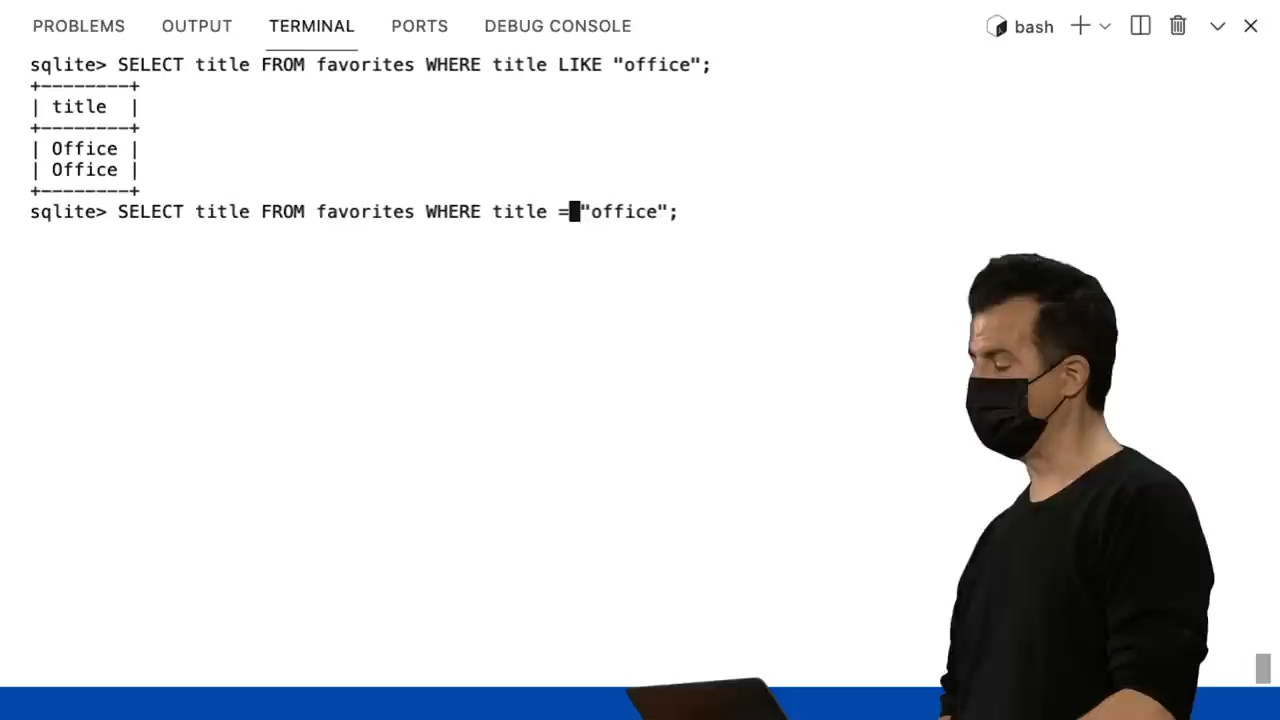 PROBLEMS OUTPUT TERMINAL PORTS DEBUG CONSOLE bash
sqlite> SELECT title FROM favorites WHERE title LIKE "office";
+--------+
| title  |
+--------+
| Office |
| Office |
+--------+
sqlite> SELECT title FROM favorites WHERE title = "office";